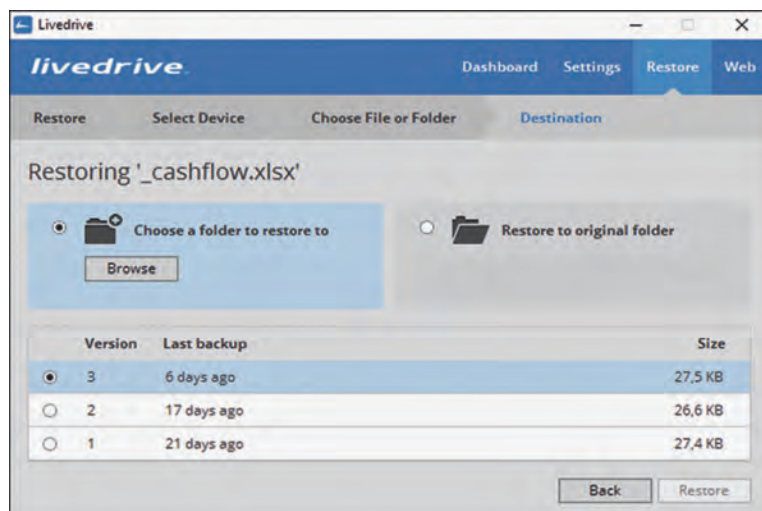 Livedrive
livedrive
Dashboard Settings Restore Web
Restore Select Device Choose File or Folder Destination
Restoring '_cashflow.xlsx'
Choose a folder to restore to
Browse
Restore to original folder
Version Last backup Size
3 6 days ago 27,5 KB
2 17 days ago 26,6 KB
1 21 days ago 27,4 KB
Back Restore